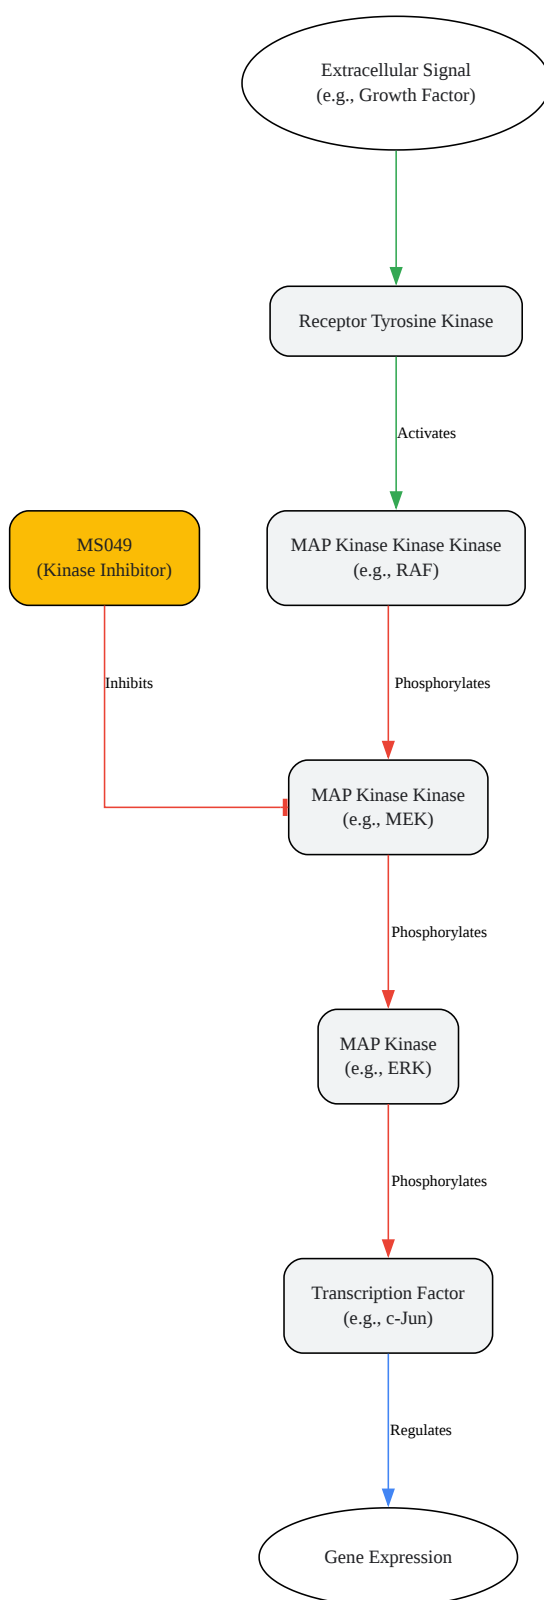 Extracellular Signal
(e.g., Growth Factor)
Receptor Tyrosine Kinase
Activates
MS049
(Kinase Inhibitor)
MAP Kinase Kinase Kinase
(e.g., RAF)
Inhibits
Phosphorylates
MAP Kinase Kinase
(e.g., MEK)
Phosphorylates
MAP Kinase
(e.g., ERK)
Phosphorylates
Transcription Factor
(e.g., c-Jun)
Regulates
Gene Expression